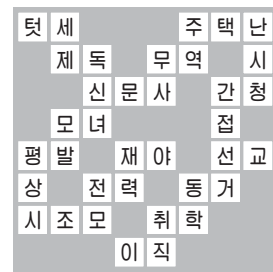 텃 세 주 택 난
제 독 무 역 시
신 문 사 간 청
모 녀 접
평 발 재 야 선 교
상 전 력 동 거
시 조 모 취 학
이 직